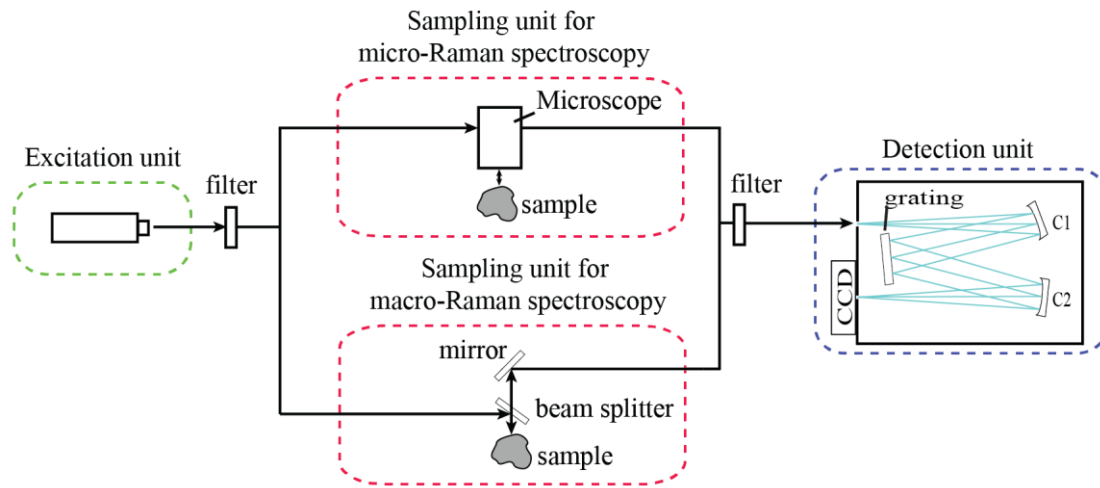 Sampling unit for
micro-Raman spectroscopy
Microscope
sample
Excitation unit
filter
filter
Detection unit
grating
C1
C2
CCD
Sampling unit for
macro-Raman spectroscopy
mirror
beam splitter
sample